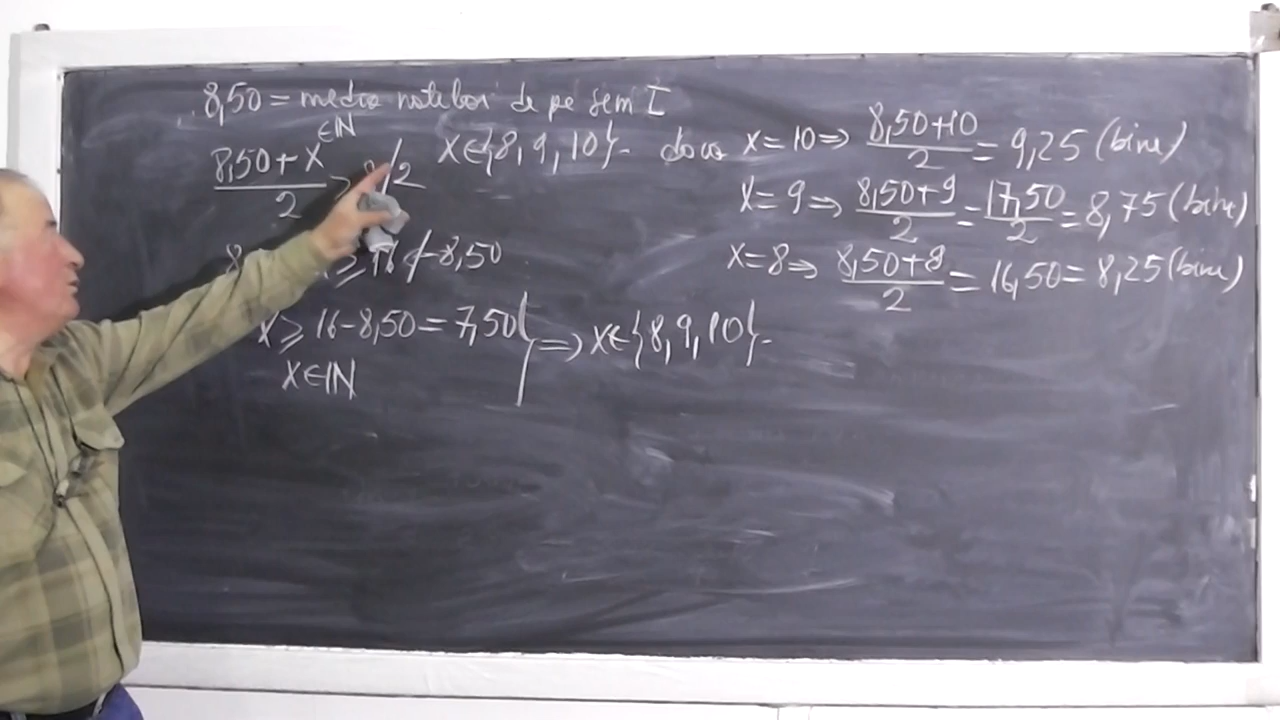 8,50 = media notelor de pe sem I
(8,50 + x)/2 ≥ 8 /·2 x∈{8, 9, 10}.
∈ℕ
8 ≥ 16 /-8,50
x ≥ 16 - 8,50 = 7,50 } ⇒ x∈{8, 9, 10}.
x∈ℕ
daca x = 10 ⇒ (8,50+10)/2 = 9,25 (bine)
x = 9 ⇒ (8,50+9)/2 = 17,50/2 = 8,75 (bine)
x = 8 ⇒ (8,50+8)/2 = 16,50 = 8,25 (bine)